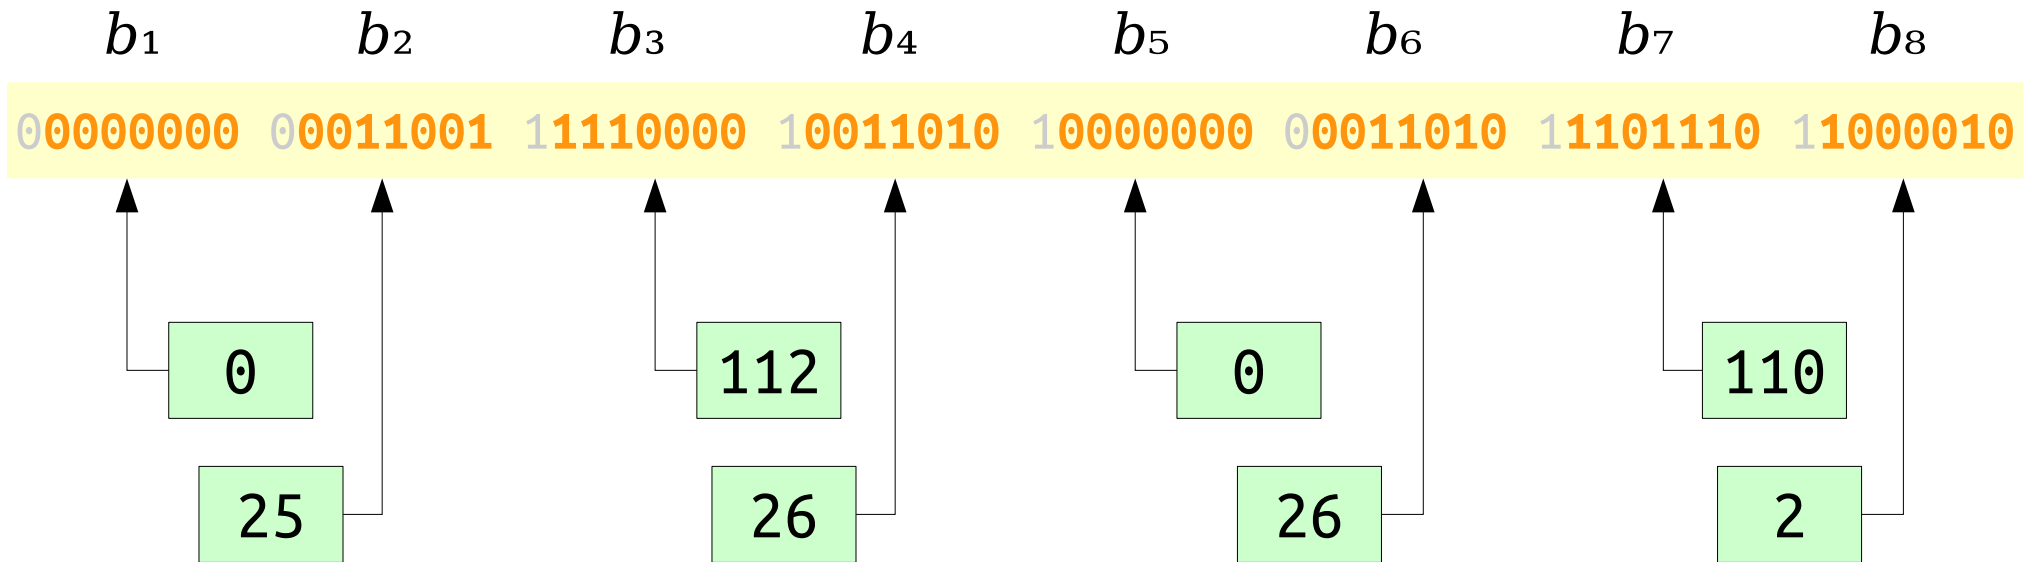 b₁ b₂ b₃ b₄ b₅ b₆ b₇ b₈
00000000 00011001 11110000 10011010 10000000 00011010 11101110 11000010
0 112 0 110
25 26 26 2